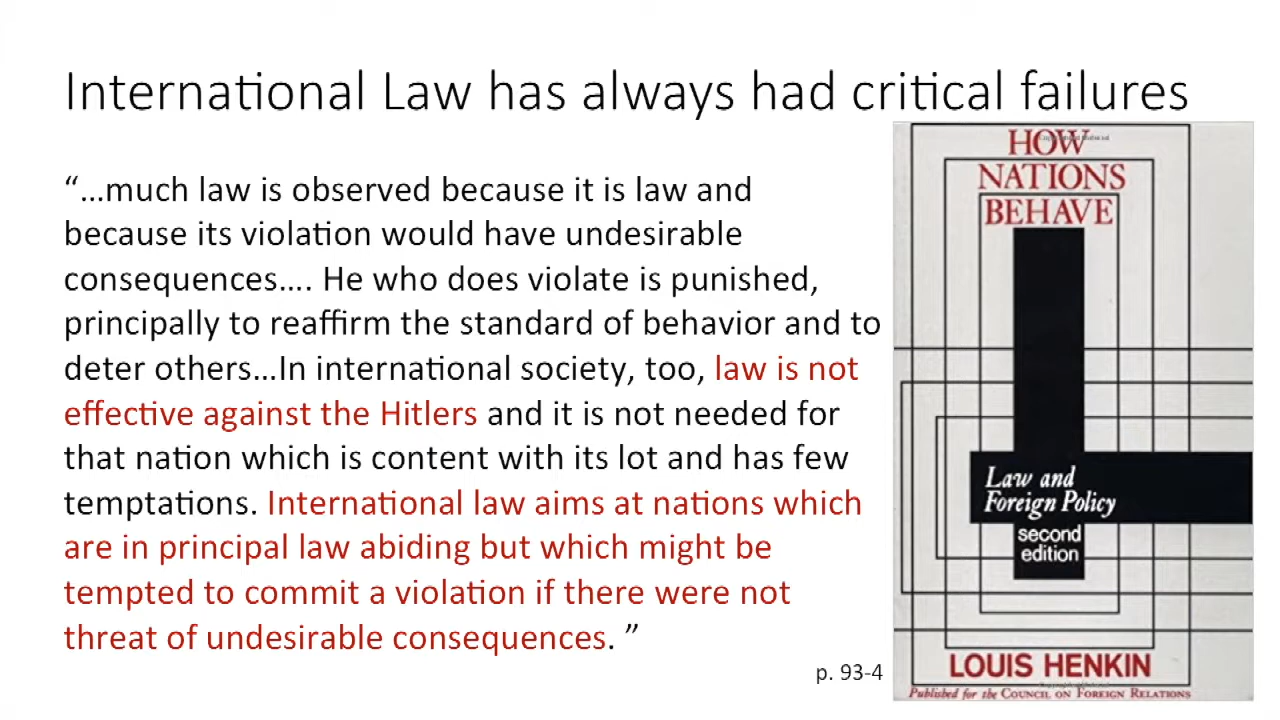 International Law has always had critical failures
“…much law is observed because it is law and
because its violation would have undesirable
consequences…. He who does violate is punished,
principally to reaffirm the standard of behavior and to
deter others…In international society, too, law is not
effective against the Hitlers and it is not needed for
that nation which is content with its lot and has few
temptations. International law aims at nations which
are in principal law abiding but which might be
tempted to commit a violation if there were not
threat of undesirable consequences. ”
p. 93-4
HOW
NATIONS
BEHAVE
Law and
Foreign Policy
second
edition
LOUIS HENKIN
Published for the COUNCIL ON FOREIGN RELATIONS